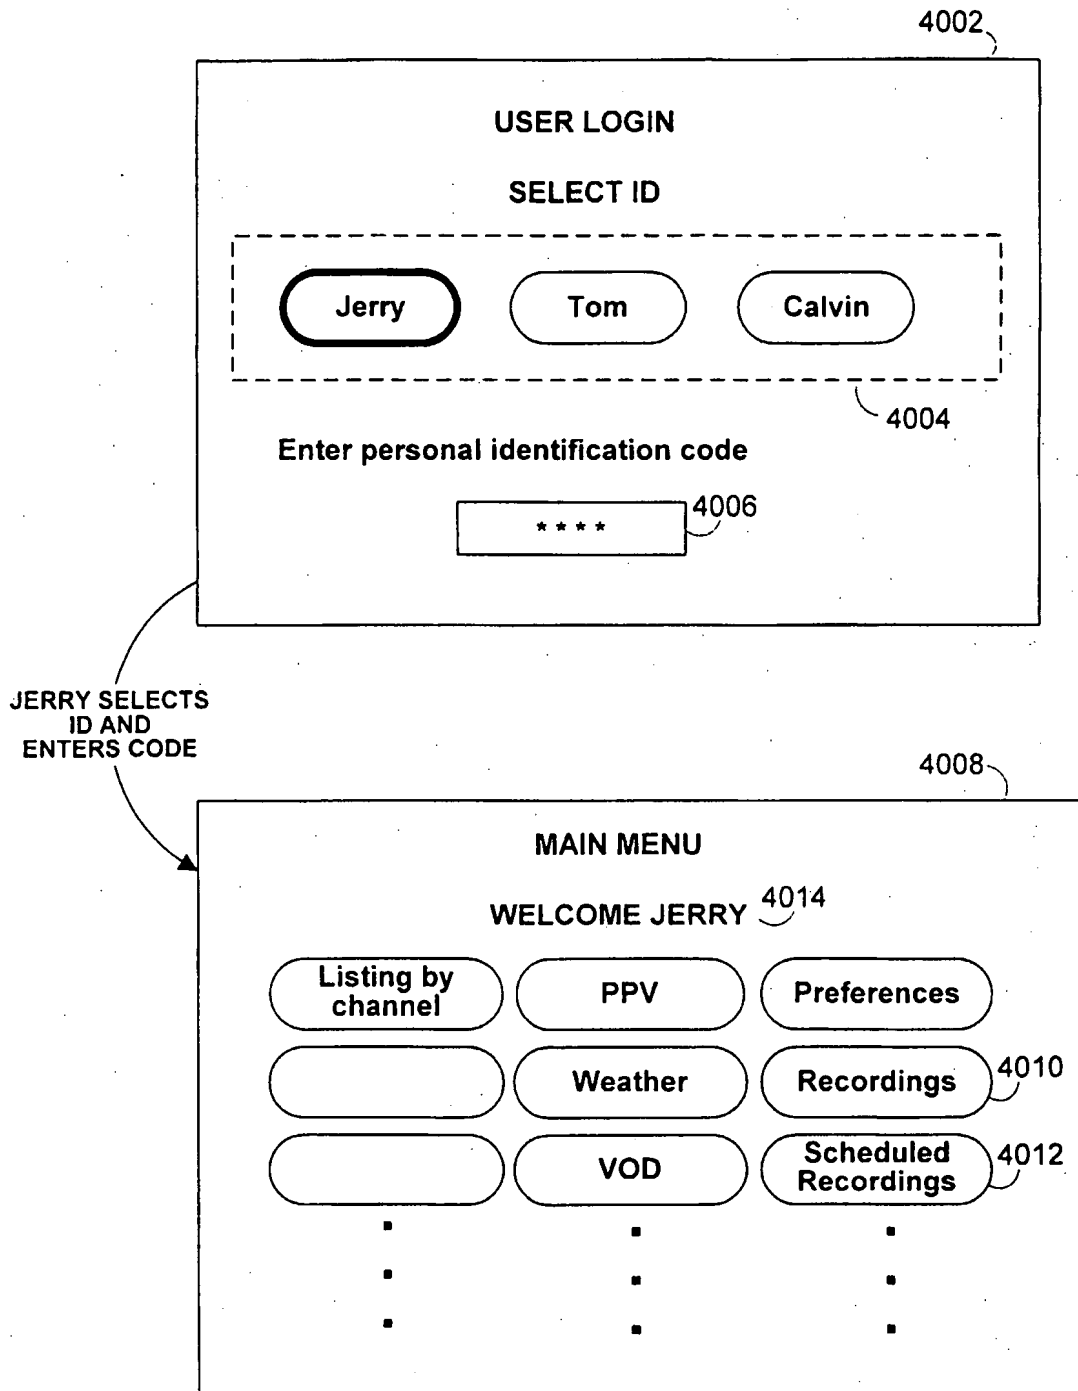 4002
USER LOGIN
SELECT ID
Jerry
Tom
Calvin
4004
Enter personal identification code
4006
* * * *
JERRY SELECTS
ID AND
ENTERS CODE
4008
MAIN MENU
WELCOME JERRY
4014
Listing by
channel
PPV
Preferences
Weather
Recordings
4010
VOD
Scheduled
Recordings
4012